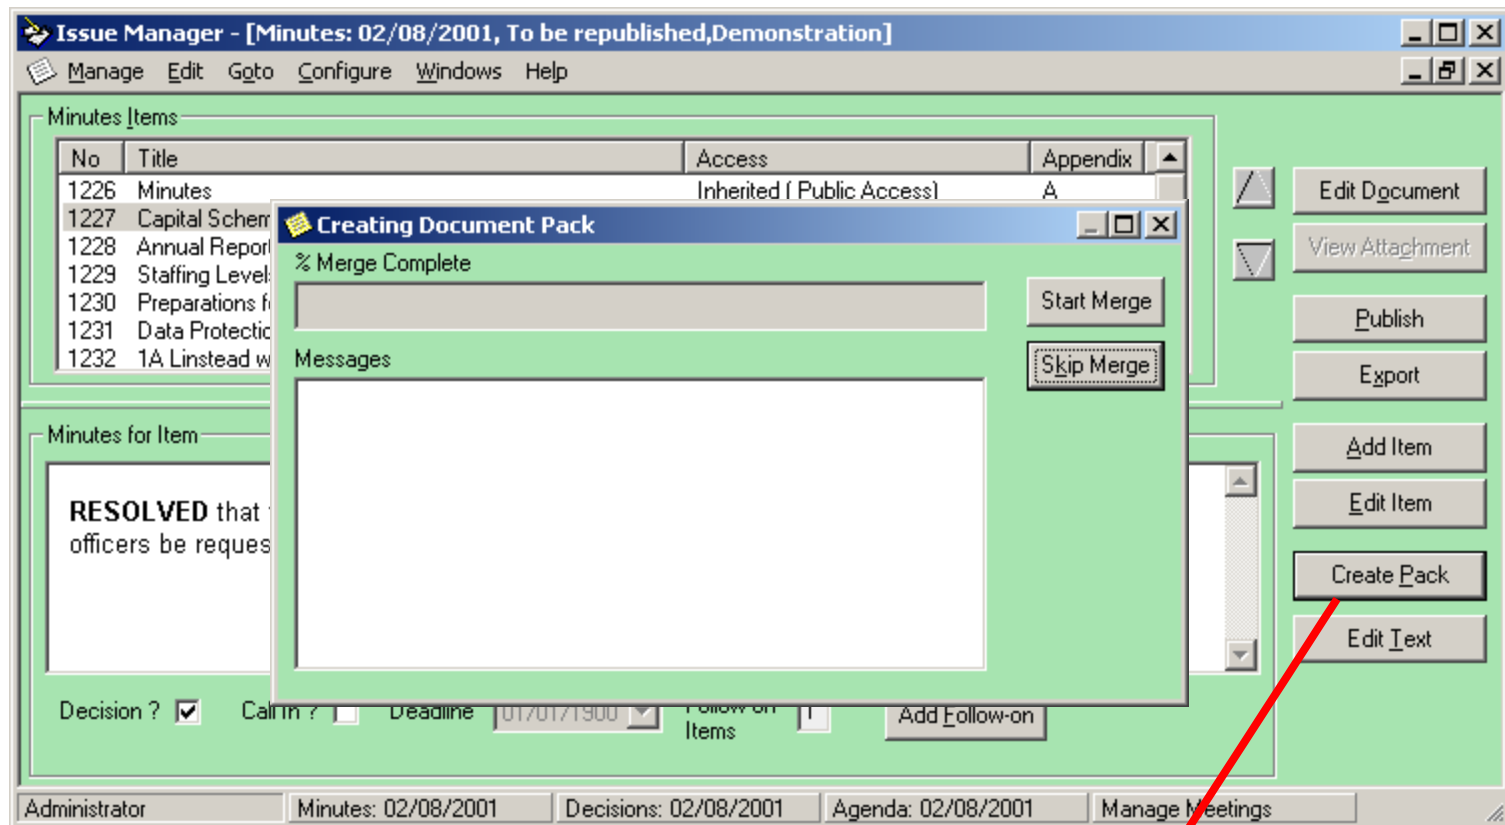 Issue Manager - [Minutes: 02/08/2001, To be republished,Demonstration]
Manage Edit Goto Configure Windows Help
Minutes Items
No Title Access Appendix
1226 Minutes Inherited ( Public Access) A
1227 Capital Schem
1228 Annual Report
1229 Staffing Level
1230 Preparations f
1231 Data Protectio
1232 1A Linstead w
Creating Document Pack
% Merge Complete
Start Merge
Skip Merge
Messages
Edit Document
View Attachment
Publish
Export
Add Item
Edit Item
Create Pack
Edit Text
Minutes for Item
RESOLVED that
officers be reques
Decision ? Call In ? Deadline 01/01/1900 Follow-on Items 1 Add Follow-on
Administrator Minutes: 02/08/2001 Decisions: 02/08/2001 Agenda: 02/08/2001 Manage Meetings